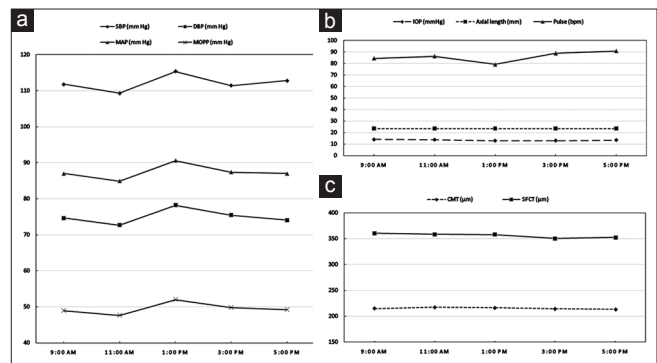 a
SBP (mm Hg) DBP (mm Hg)
MAP (mm Hg) MOPP (mm Hg)
120
110
100
90
80
70
60
50
40
9:00 AM 11:00 AM 1:00 PM 3:00 PM 5:00 PM
b
IOP (mmHg) Axial length (mm) Pulse (bpm)
100
90
80
70
60
50
40
30
20
10
0
9:00 AM 11:00 AM 1:00 PM 3:00 PM 5:00 PM
c
CMT (µm) SFCT (µm)
400
350
300
250
200
150
9:00 AM 11:00 AM 1:00 PM 3:00 PM 5:00 PM